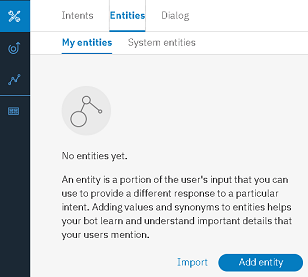 Intents Entities Dialog
My entities System entities
No entities yet.
An entity is a portion of the user's input that you can
use to provide a different response to a particular
intent. Adding values and synonyms to entities helps
your bot learn and understand important details that
your users mention.
Import Add entity